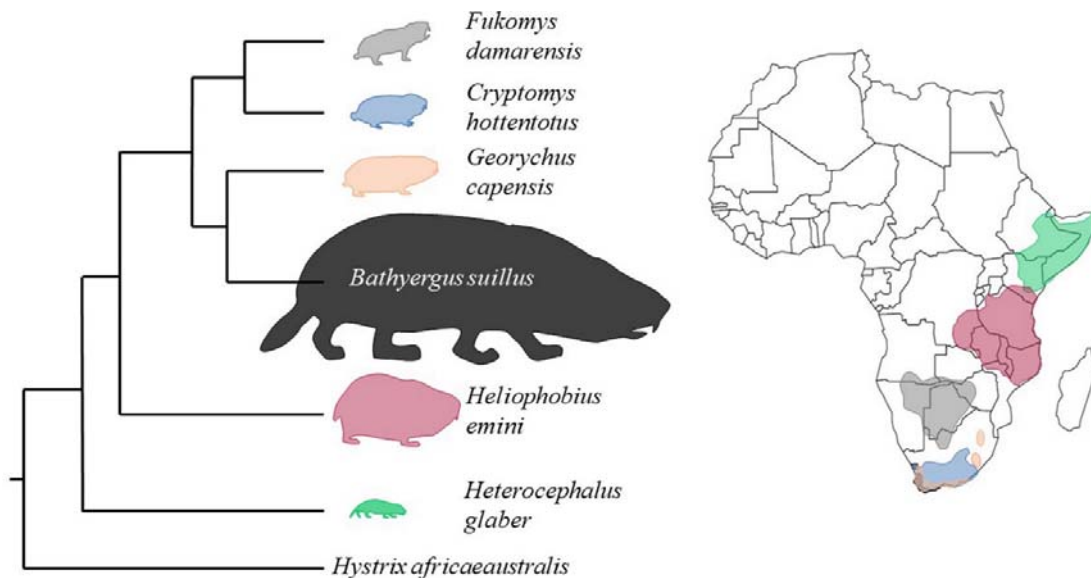 Fukomys
damarensis
Cryptomys
hottentotus
Georychus
capensis
Bathyergus suillus
Heliophobius
emini
Heterocephalus
glaber
Hystrix africaeaustralis